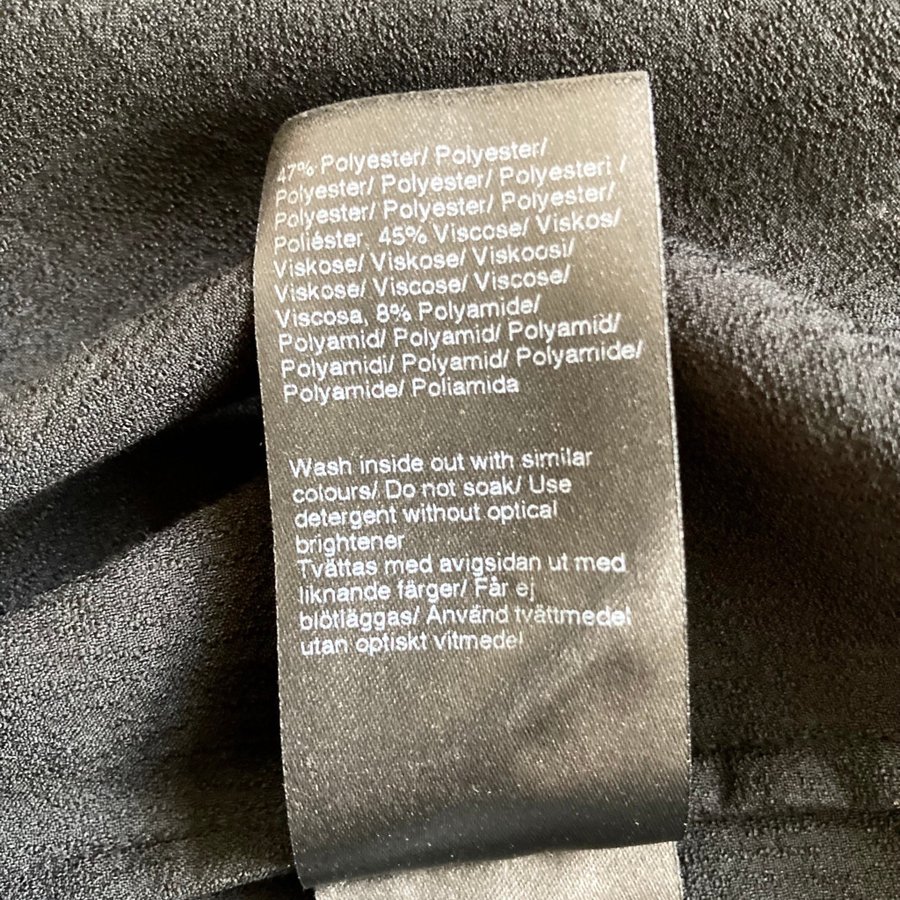 47% Polyester/ Polyester/
Polyester/ Polyester/ Polyesteri /
Polyester/ Polyester/ Polyester/
Poliéster, 45% Viscose/ Viskos/
Viskose/ Viskose/ Viskoosi/
Viskose/ Viscose/ Viscose/
Viscosa, 8% Polyamide/
Polyamid/ Polyamid/ Polyamid/
Polyamidi/ Polyamid/ Polyamide/
Polyamide/ Poliamida
Wash inside out with similar
colours/ Do not soak/ Use
detergent without optical
brightener
Tvättas med avigsidan ut med
liknande färger/ Får ej
blötläggas/ Använd tvättmedel
utan optiskt vitmedel